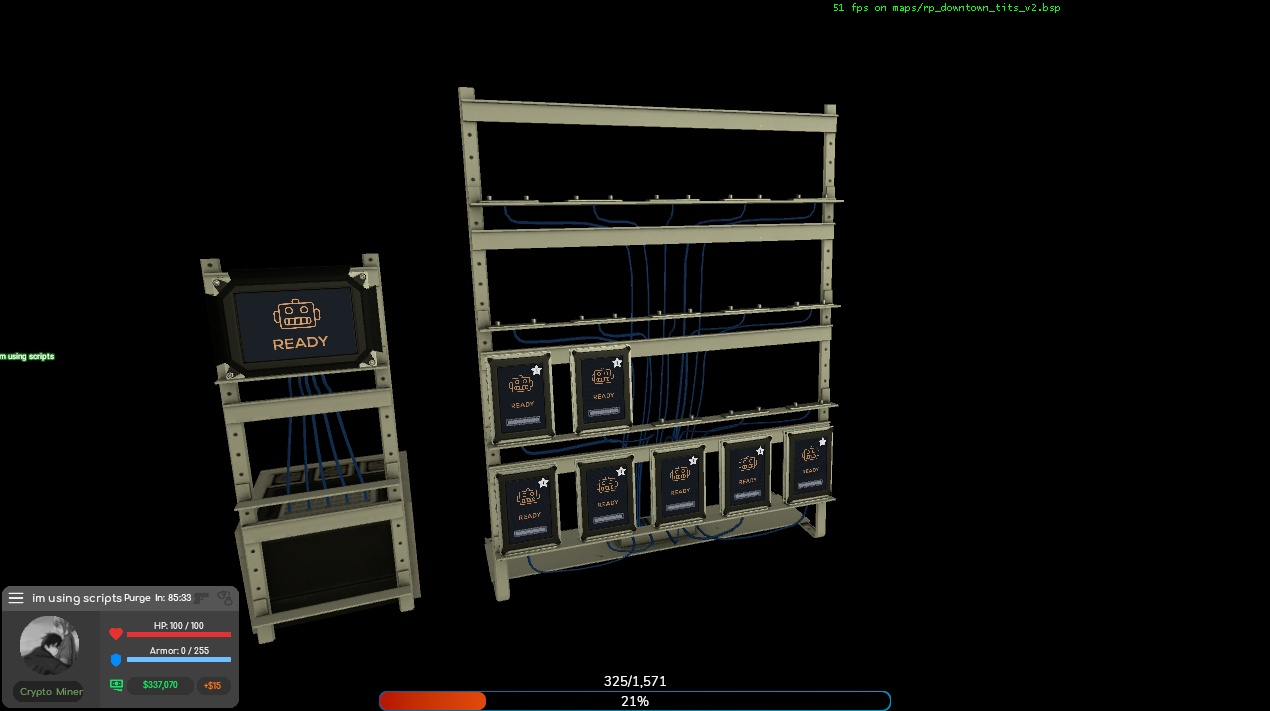 51 fps on maps/rp_downtown_tits_v2.bsp
READY
im using scripts
READY
READY
READY
READY
READY
READY
READY
im using scripts Purge In: 85:33
HP: 100 / 100
Armor: 0 / 255
Crypto Miner
$337,070
+$15
325/1,571
21%